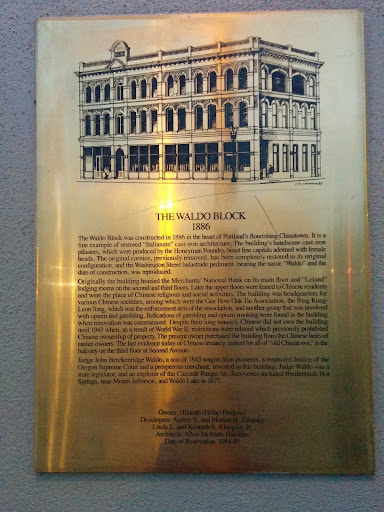 THE WALDO BLOCK
1886
The Waldo Block was constructed in 1886 in the heart of Portland's flourishing Chinatown. It is a
fine example of restored "Italianate" cast-iron architecture. The building's handsome cast-iron
pilasters, which were produced by the Honeyman Foundry, boast fine capitals adorned with female
heads. The original cornice, previously removed, has been completely restored to its original
configuration, and the Washington Street balustrade pediment, bearing the name "Waldo" and the
date of construction, was reproduced.
Originally the building housed the Merchants' National Bank on its main floor and "Leland"
lodging rooms on the second and third floors. Later the upper floors were leased to Chinese residents
and were the place of Chinese religious and social activities. The building was headquarters for
various Chinese societies, among which were the Gee How Oak Tin Association, the Bing Kung-
Leon Tong, which was the enforcement arm of the association, and another group that was involved
with opium and gambling. Indications of gambling and opium smoking were found in the building
when renovation was commenced. Despite their long tenancy, Chinese did not own the building
until 1943 when, as a result of World War II, restrictions were relaxed which previously prohibited
Chinese ownership of property. The present owner purchased the building from the Chinese heirs of
earlier owners. The last evidence today of Chinese tenancy, indeed for all of "old Chinatown," is the
balcony on the third floor at Second Avenue.
Judge John Breckenridge Waldo, a son of 1843 wagon train pioneers, a respected Justice of the
Oregon Supreme Court and a prosperous merchant, invested in this building. Judge Waldo was a
state legislator, and an explorer of the Cascade Range; his discoveries included Breitenbush Hot
Springs, near Mount Jefferson, and Waldo Lake in 1877.
Owner: Hildruth (Hillie) Frederici
Developers: Audrey E. and Morton H. Zalutsky
Linda L. and Kenneth S. Klarquist, Jr.
Architects: Allen McMath Hawkins
Date of Renovation: 1984-85